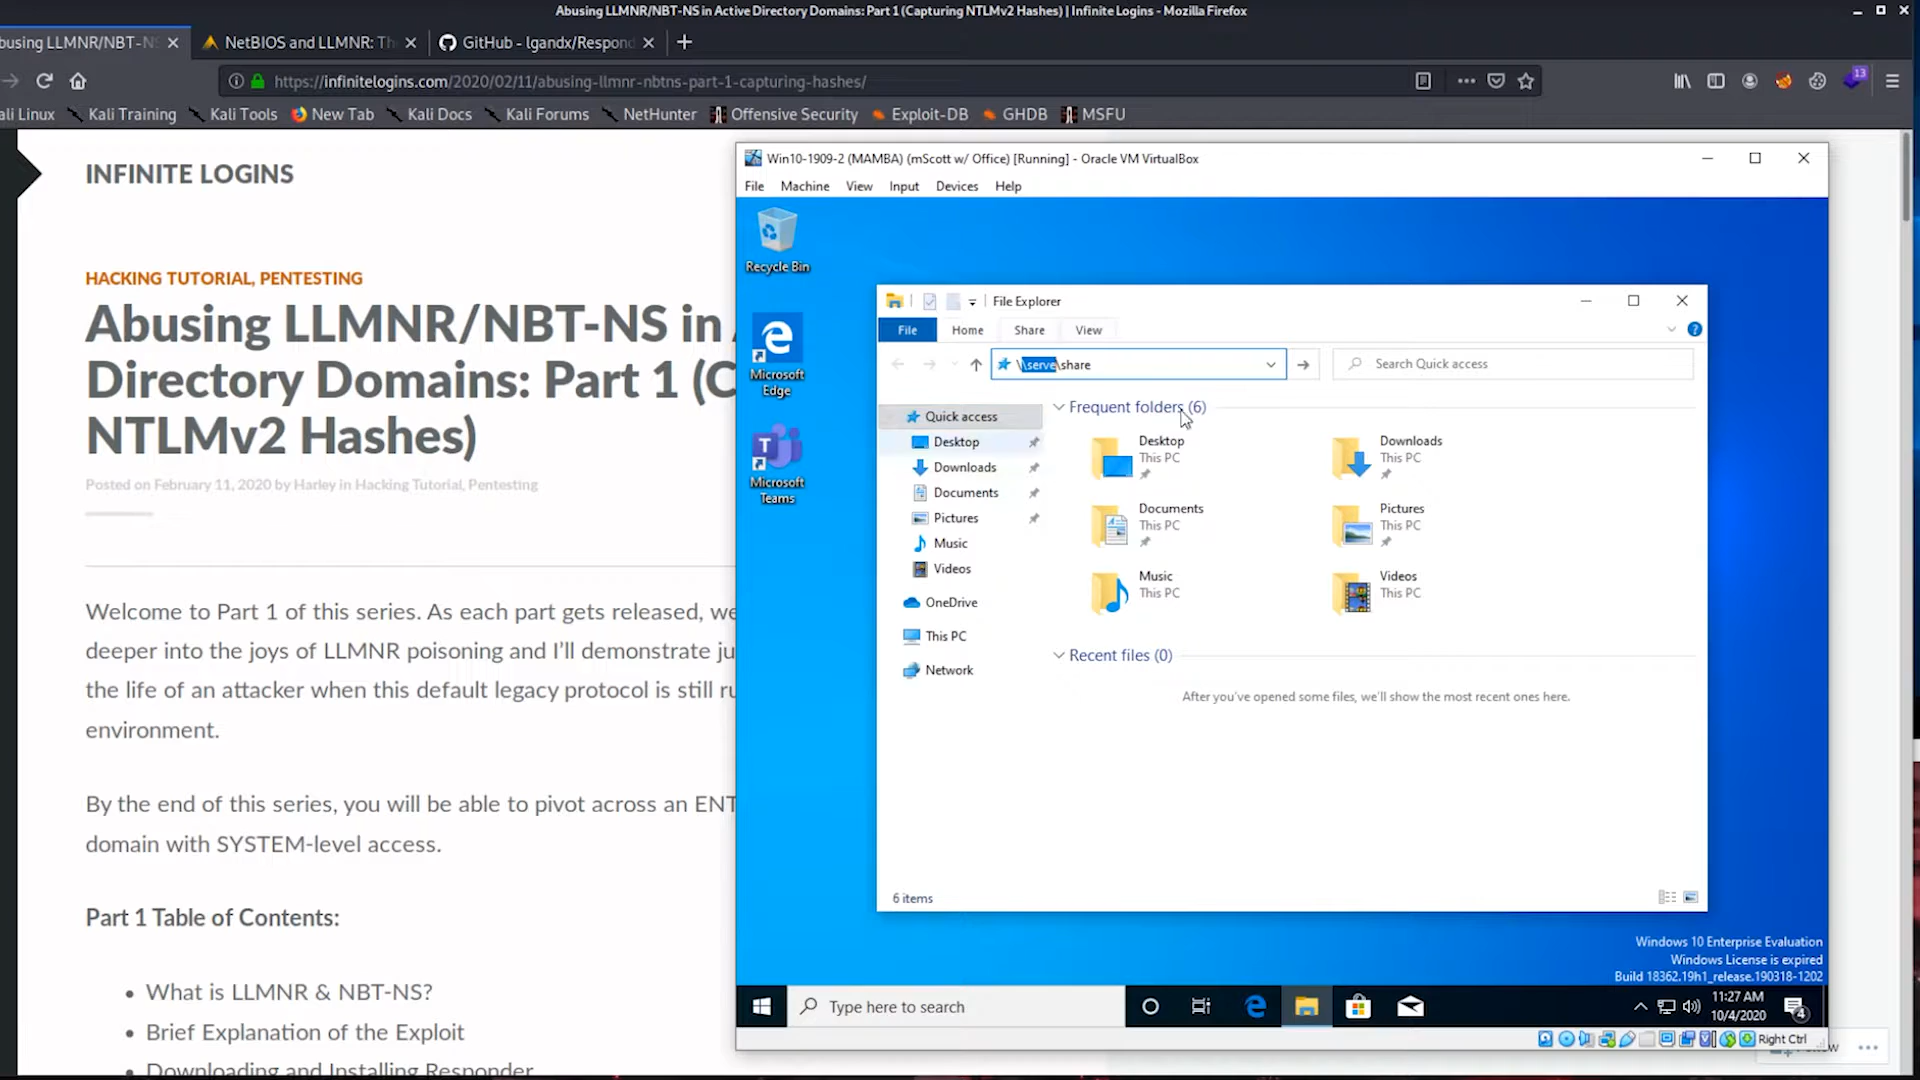 Abusing LLMNR/NBT-NS in Active Directory Domains: Part 1 (Capturing NTLMv2 Hashes) | Infinite Logins - Mozilla Firefox
busing LLMNR/NBT-NS
NetBIOS and LLMNR: Th
GitHub - lgandx/Respond
https://infinitelogins.com/2020/02/11/abusing-llmnr-nbtns-part-1-capturing-hashes/
13
ali Linux
Kali Training
Kali Tools
New Tab
Kali Docs
Kali Forums
NetHunter
Offensive Security
Exploit-DB
GHDB
MSFU
INFINITE LOGINS
HACKING TUTORIAL, PENTESTING
Abusing LLMNR/NBT-NS in A
Directory Domains: Part 1 (C
NTLMv2 Hashes)
Posted on February 11, 2020 by Harley in Hacking Tutorial, Pentesting
Welcome to Part 1 of this series. As each part gets released, we
deeper into the joys of LLMNR poisoning and I'll demonstrate ju
the life of an attacker when this default legacy protocol is still ru
environment.
By the end of this series, you will be able to pivot across an ENT
domain with SYSTEM-level access.
Part 1 Table of Contents:
• What is LLMNR & NBT-NS?
• Brief Explanation of the Exploit
• Downloading and Installing Responder
Win10-1909-2 (MAMBA) (mScott w/ Office) [Running] - Oracle VM VirtualBox
File
Machine
View
Input
Devices
Help
Recycle Bin
Microsoft
Edge
Microsoft
Teams
File Explorer
File
Home
Share
View
\\serve\share
Search Quick access
Quick access
Desktop
Downloads
Documents
Pictures
Music
Videos
OneDrive
This PC
Network
Frequent folders (6)
Desktop
This PC
Downloads
This PC
Documents
This PC
Pictures
This PC
Music
This PC
Videos
This PC
Recent files (0)
After you've opened some files, we'll show the most recent ones here.
6 items
Windows 10 Enterprise Evaluation
Windows License is expired
Build 18362.19h1_release.190318-1202
Type here to search
11:27 AM
10/4/2020
4
Right Ctrl